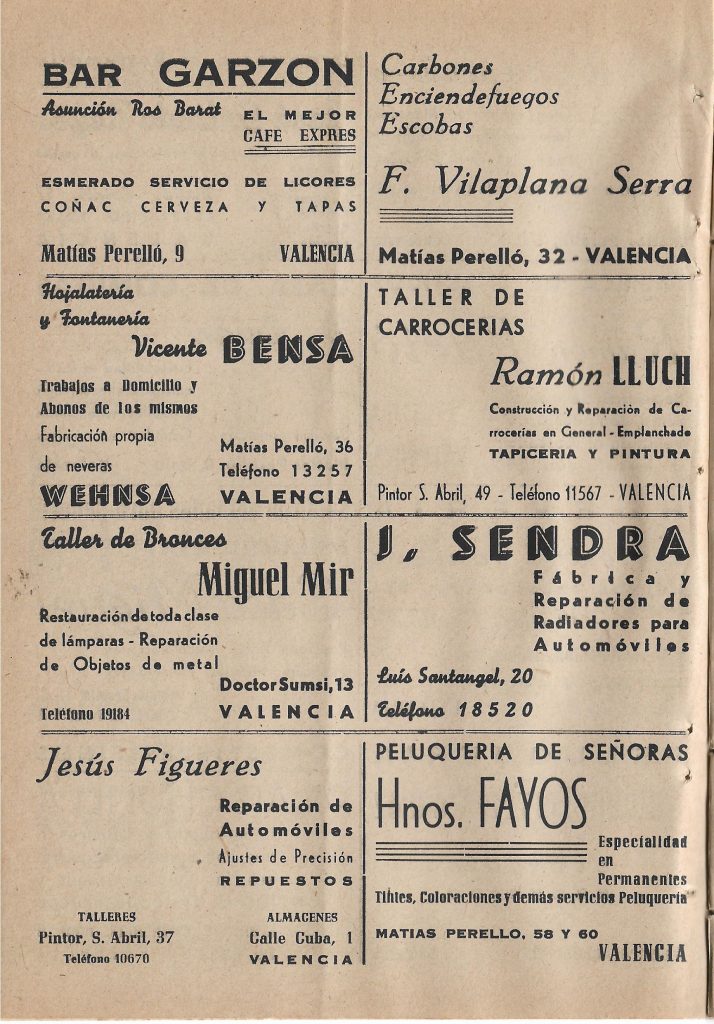 BAR GARZON
Asunción Ros Barat
EL MEJOR
CAFE EXPRES
ESMERADO SERVICIO DE LICORES
COÑAC CERVEZA Y TAPAS
Matías Perelló, 9 VALENCIA
Carbones
Enciendefuegos
Escobas
F. Vilaplana Serra
Matías Perelló, 32 - VALENCIA
Hojalatería
y Fontanería
Vicente BENSA
Trabajos a Domicilio y
Abonos de los mismos
Fabricación propia
de neveras
WEHNSA
Matías Perelló, 36
Teléfono 13257
VALENCIA
TALLER DE
CARROCERIAS
Ramón LLUCH
Construcción y Reparación de Ca-
rrocerías en General - Emplanchado
TAPICERIA Y PINTURA
Pintor S. Abril, 49 - Teléfono 11567 - VALENCIA
Taller de Bronces
Miguel Mir
Restauración de toda clase
de lámparas - Reparación
de Objetos de metal
Doctor Sumsi, 13
Teléfono 19184 VALENCIA
J. SENDRA
Fábrica y
Reparación de
Radiadores para
Automóviles
Luís Santangel, 20
Teléfono 18520
Jesús Figueres
Reparación de
Automóviles
Ajustes de Precisión
REPUESTOS
TALLERES
Pintor, S. Abril, 37
Teléfono 10670
ALMACENES
Calle Cuba, 1
VALENCIA
PELUQUERIA DE SEÑORAS
Hnos. FAYOS
Especialidad
en
Permanentes
Tintes, Coloraciones y demás servicios Peluquería
MATIAS PERELLO, 58 Y 60
VALENCIA